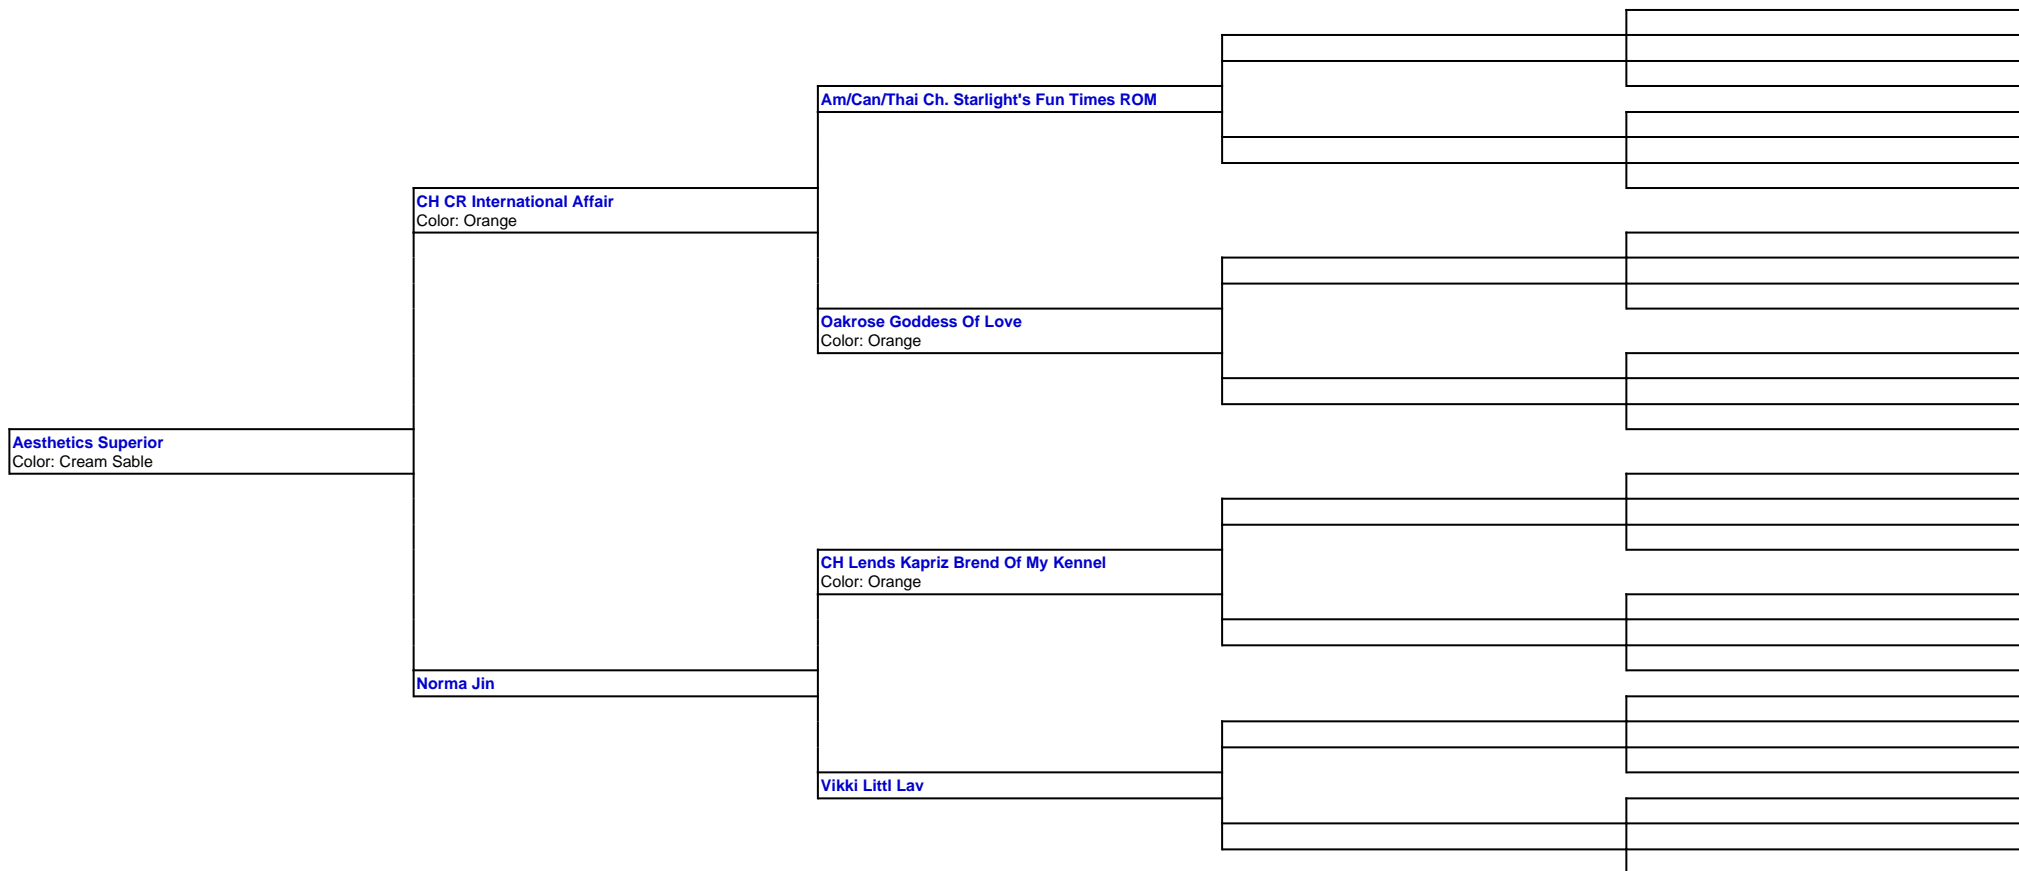 Am/Can/Thai Ch. Starlight's Fun Times ROM
CH CR International Affair
Color: Orange
Oakrose Goddess Of Love
Color: Orange
Aesthetics Superior
Color: Cream Sable
CH Lends Kapriz Brend Of My Kennel
Color: Orange
Norma Jin
Vikki Littl Lav